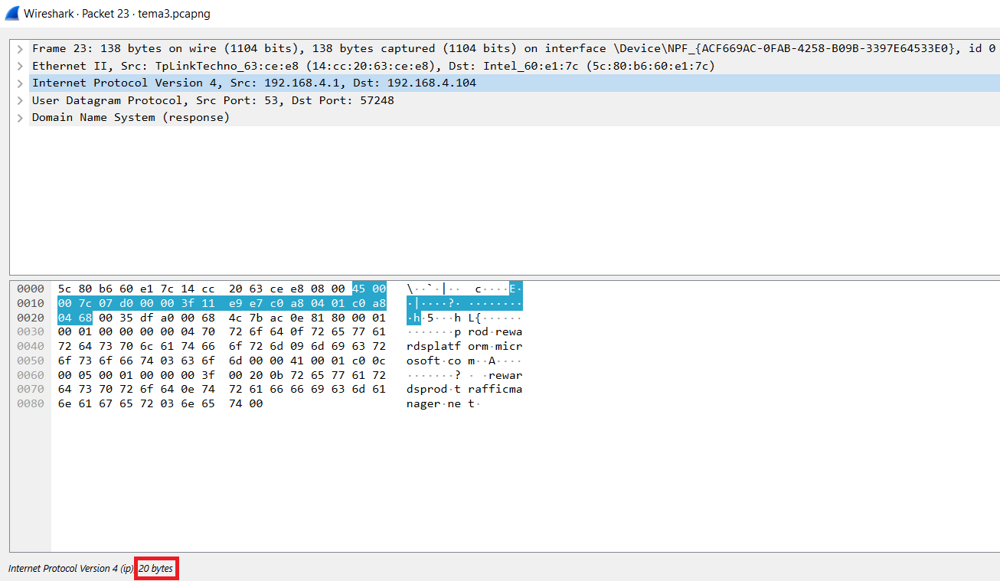 Wireshark · Packet 23 · tema3.pcapng
Frame 23: 138 bytes on wire (1104 bits), 138 bytes captured (1104 bits) on interface \Device\NPF_{ACF669AC-0FAB-4258-B09B-3397E64533E0}, id 0
Ethernet II, Src: TpLinkTechno_63:ce:e8 (14:cc:20:63:ce:e8), Dst: Intel_60:e1:7c (5c:80:b6:60:e1:7c)
Internet Protocol Version 4, Src: 192.168.4.1, Dst: 192.168.4.104
User Datagram Protocol, Src Port: 53, Dst Port: 57248
Domain Name System (response)
0000 5c 80 b6 60 e1 7c 14 cc 20 63 ce e8 08 00 45 00 \··`·|·· c····E·
0010 00 7c 07 d0 00 00 3f 11 e9 e7 c0 a8 04 01 c0 a8 ·|····?· ········
0020 04 68 00 35 df a0 00 68 4c 7b ac 0e 81 80 00 01 ·h·5···h L{······
0030 00 01 00 00 00 00 04 70 72 6f 64 0f 72 65 77 61 ·······p rod·rewa
0040 72 64 73 70 6c 61 74 66 6f 72 6d 09 6d 69 63 72 rdsplatf orm·micr
0050 6f 73 6f 66 74 03 63 6f 6d 00 00 41 00 01 c0 0c osoft·co m··A····
0060 00 05 00 01 00 00 00 3f 00 20 0b 72 65 77 61 72 ·······? · ·rewar
0070 64 73 70 72 6f 64 0e 74 72 61 66 66 69 63 6d 61 dsprod·t rafficma
0080 6e 61 67 65 72 03 6e 65 74 00 nager·ne t·
Internet Protocol Version 4 (ip), 20 bytes